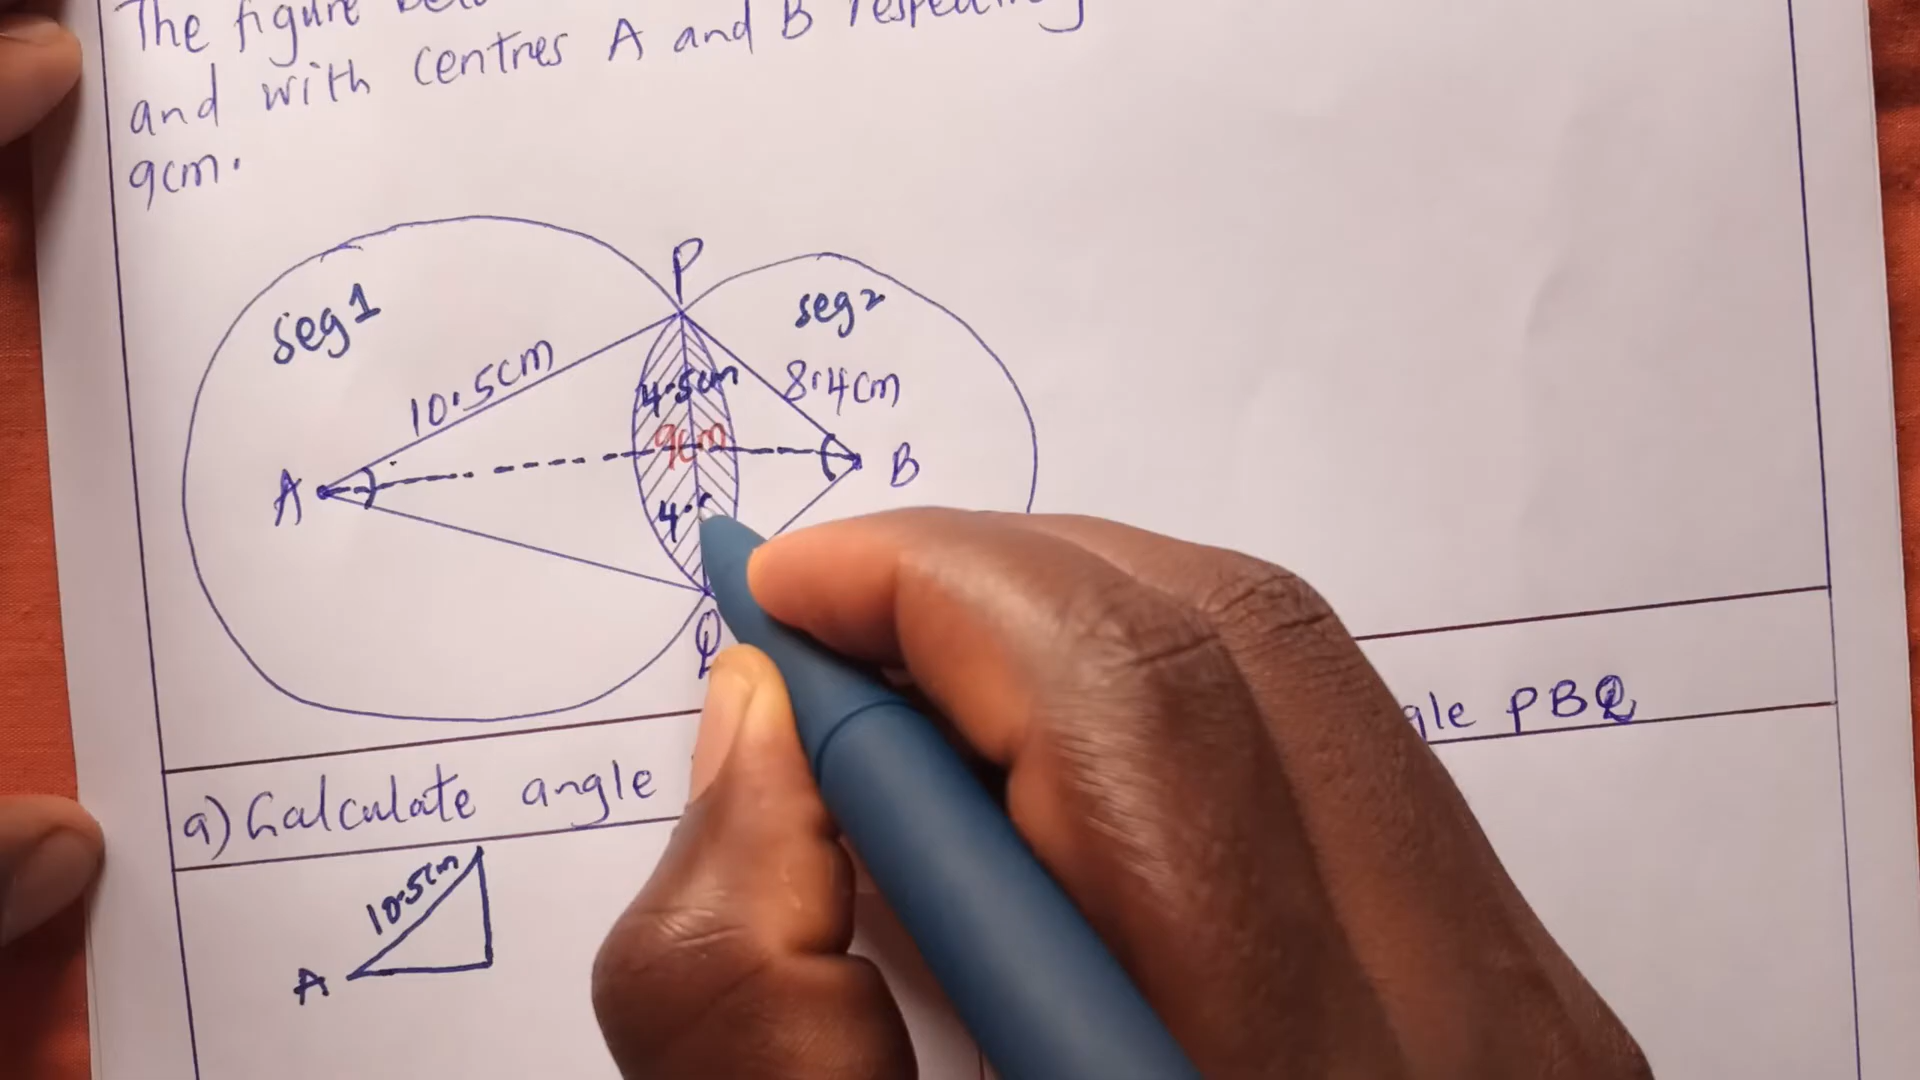 The figure
and with centres A and B
9cm.
P
seg1
seg2
10.5cm
4.5cm
8.4cm
9cm
A
B
4.
Q
gle PBQ
a) Calculate angle
10.5cm
A